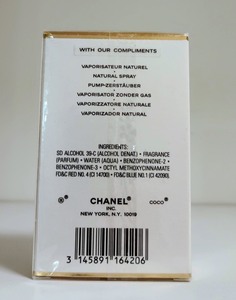 WITH OUR COMPLIMENTS
VAPORISATEUR NATUREL
NATURAL SPRAY
PUMP-ZERSTÄUBER
VAPORISATOR ZONDER GAS
VAPORIZZATORE NATURALE
VAPORIZADOR NATURAL
INGREDIENTS:
SD ALCOHOL 39-C (ALCOHOL DENAT) • FRAGRANCE
(PARFUM) • WATER (AQUA) • BENZOPHENONE-2 •
BENZOPHENONE-3 • OCTYL METHOXYCINNAMATE
FD&C RED NO. 4 (CI 14700) • FD&C BLUE NO. 1 (CI 42090)
CHANEL
INC.
COCO
NEW YORK, N.Y. 10019
3 145891 164206